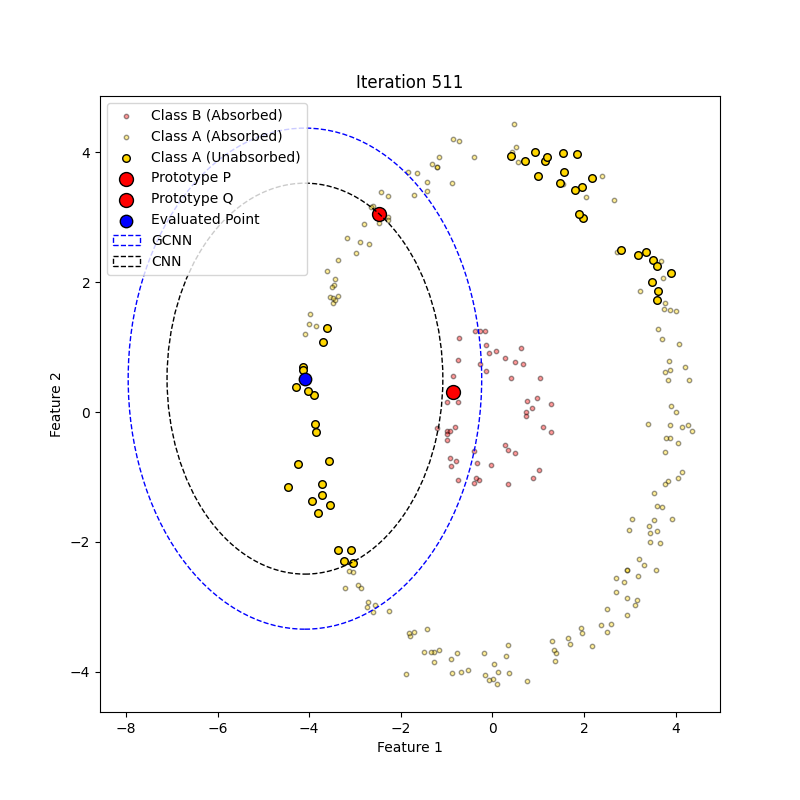 Iteration 511
Class B (Absorbed)
Class A (Absorbed)
Class A (Unabsorbed)
Prototype P
Prototype Q
Evaluated Point
GCNN
CNN
4
2
0
−2
−4
Feature 2
−8 −6 −4 −2 0 2 4
Feature 1